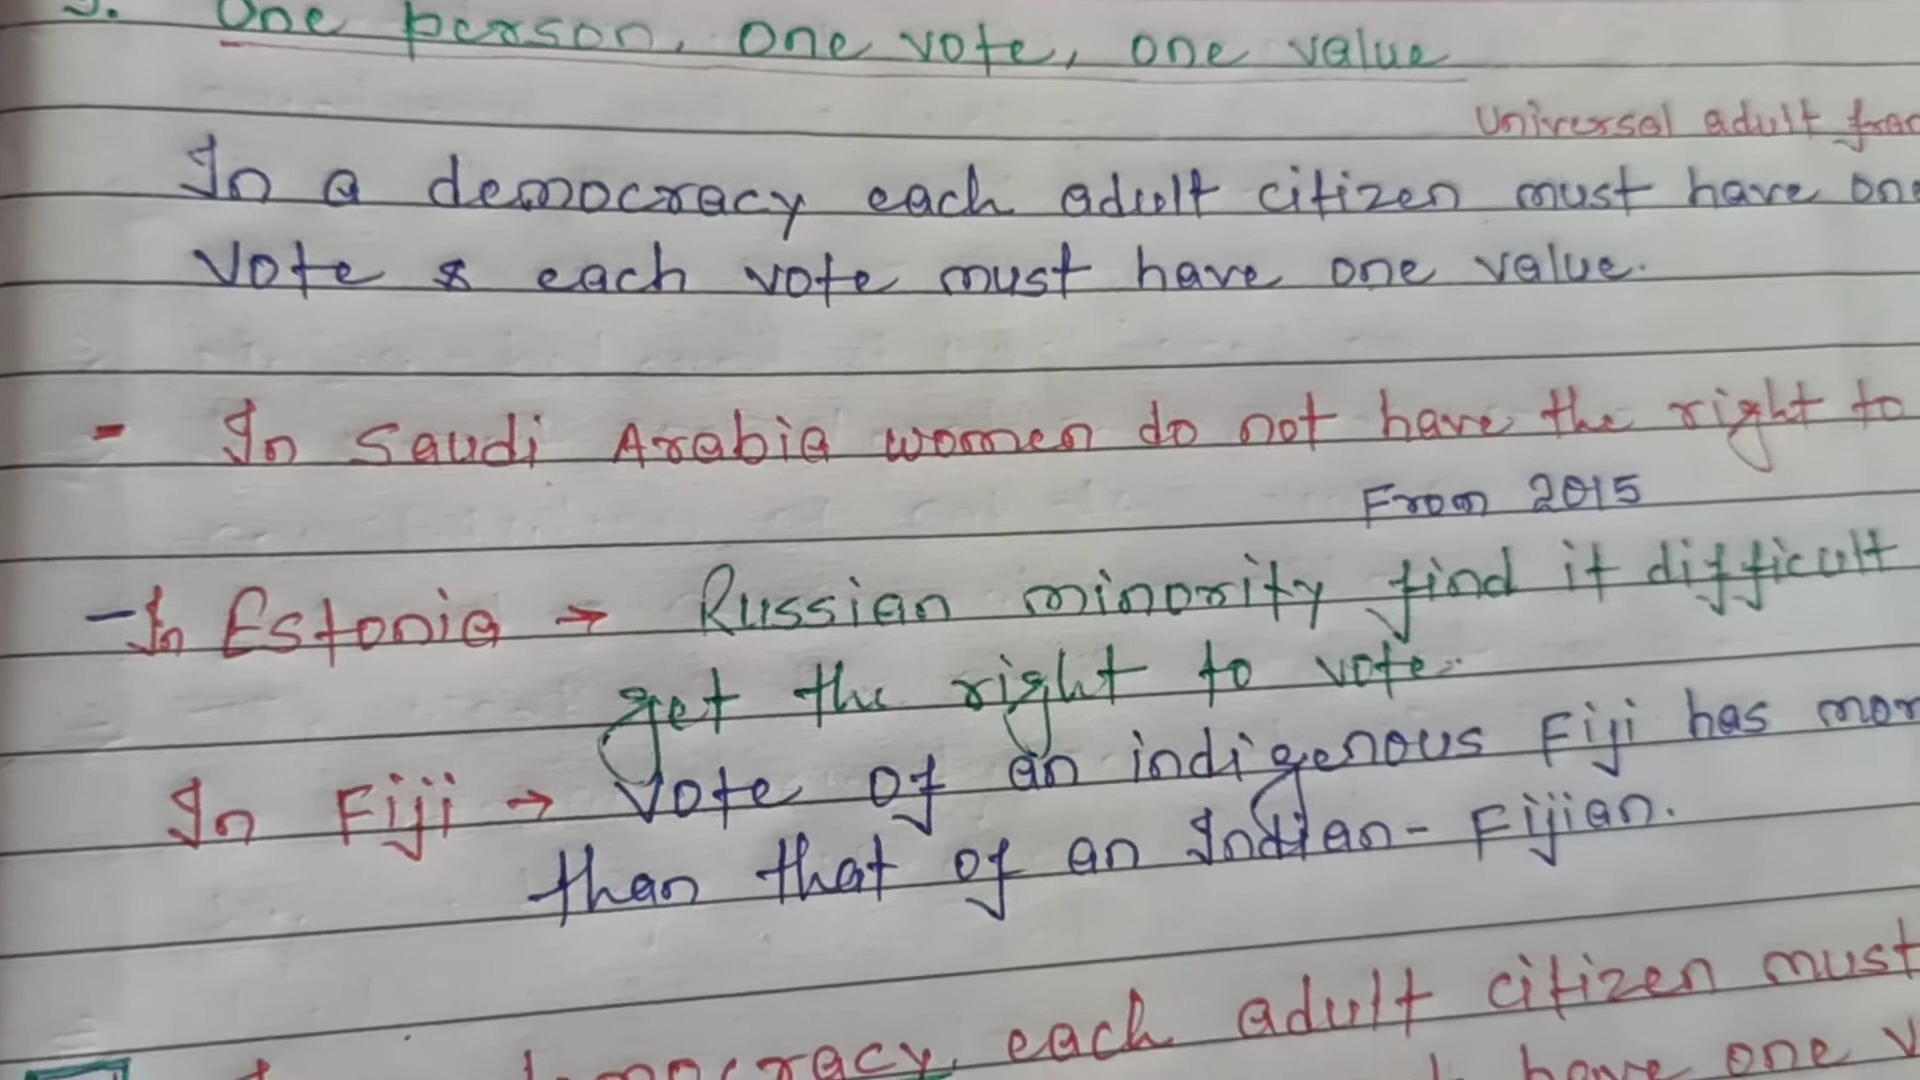 3. One person, one vote, one value
Universal adult
In a democracy each adult citizen must have one
vote & each vote must have one value.
- In Saudi Arabia women do not have the right to
From 2015
- In Estonia → Russian minority find it difficult
get the right to vote.
In Fiji → Vote of an indigenous Fiji has mor
than that of an Indian-Fijian.
democracy, each adult citizen must
have one v